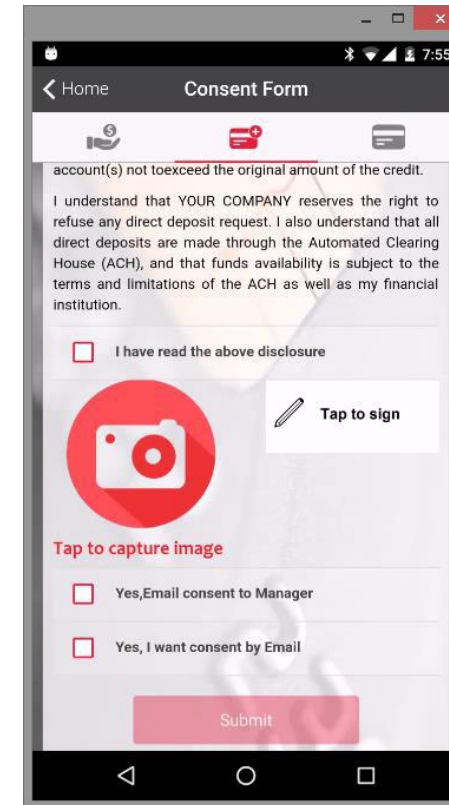 7:55
Home
Consent Form
account(s) not toexceed the original amount of the credit.
I understand that YOUR COMPANY reserves the right to
refuse any direct deposit request. I also understand that all
direct deposits are made through the Automated Clearing
House (ACH), and that funds availability is subject to the
terms and limitations of the ACH as well as my financial
institution.
I have read the above disclosure
Tap to sign
Tap to capture image
Yes,Email consent to Manager
Yes, I want consent by Email
Submit